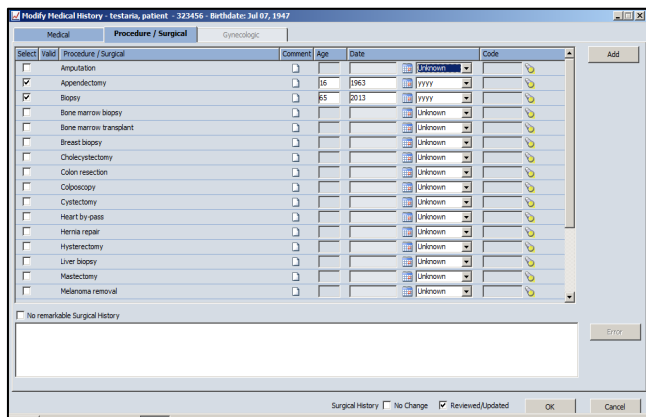 Modify Medical History - testaria, patient - 323456 - Birthdate: Jul 07, 1947
Medical Procedure / Surgical Gynecologic
Select Valid Procedure / Surgical Comment Age Date Code Add
Amputation Unknown
Appendectomy 16 1963 yyyy
Biopsy 65 2013 yyyy
Bone marrow biopsy Unknown
Bone marrow transplant Unknown
Breast biopsy Unknown
Cholecystectomy Unknown
Colon resection Unknown
Colposcopy Unknown
Cystectomy Unknown
Heart by-pass Unknown
Hernia repair Unknown
Hysterectomy Unknown
Liver biopsy Unknown
Mastectomy Unknown
Melanoma removal Unknown
No remarkable Surgical History
Error
Surgical History No Change Reviewed/Updated OK Cancel